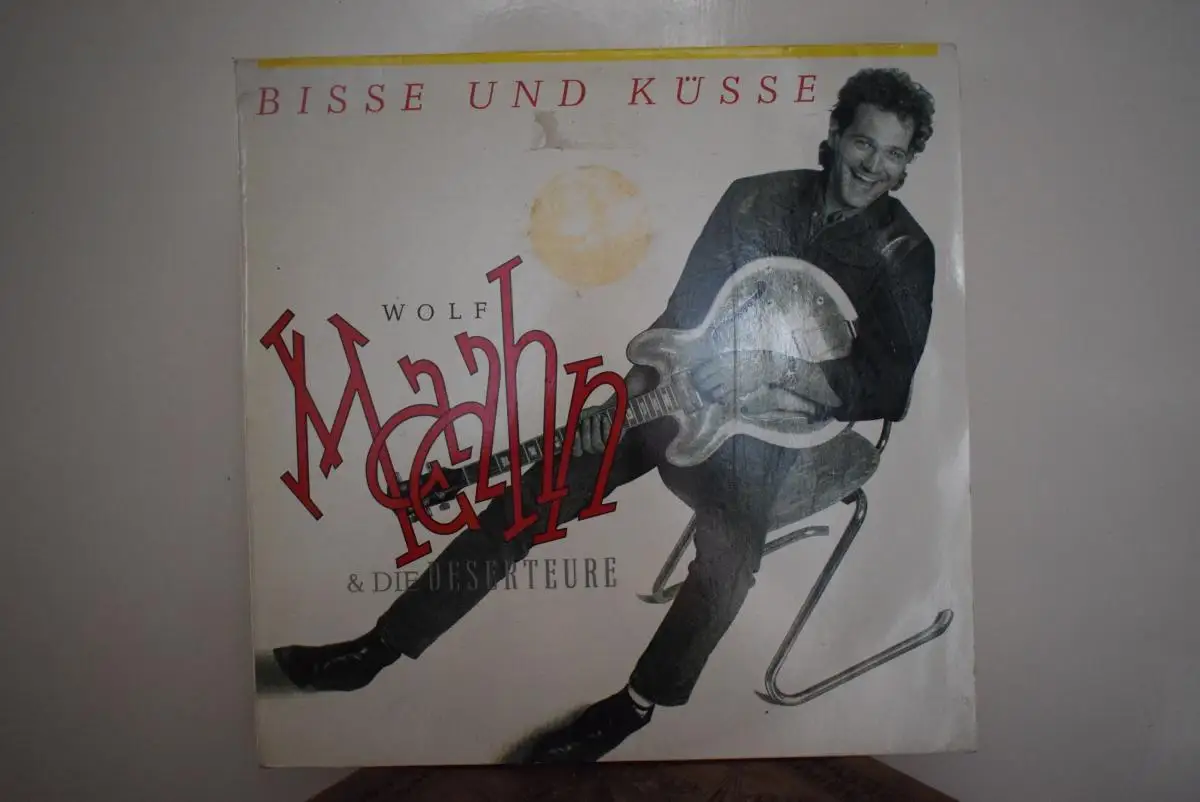 BISSE UND KÜSSE
WOLF
Maahn
& DIE DESERTEURE